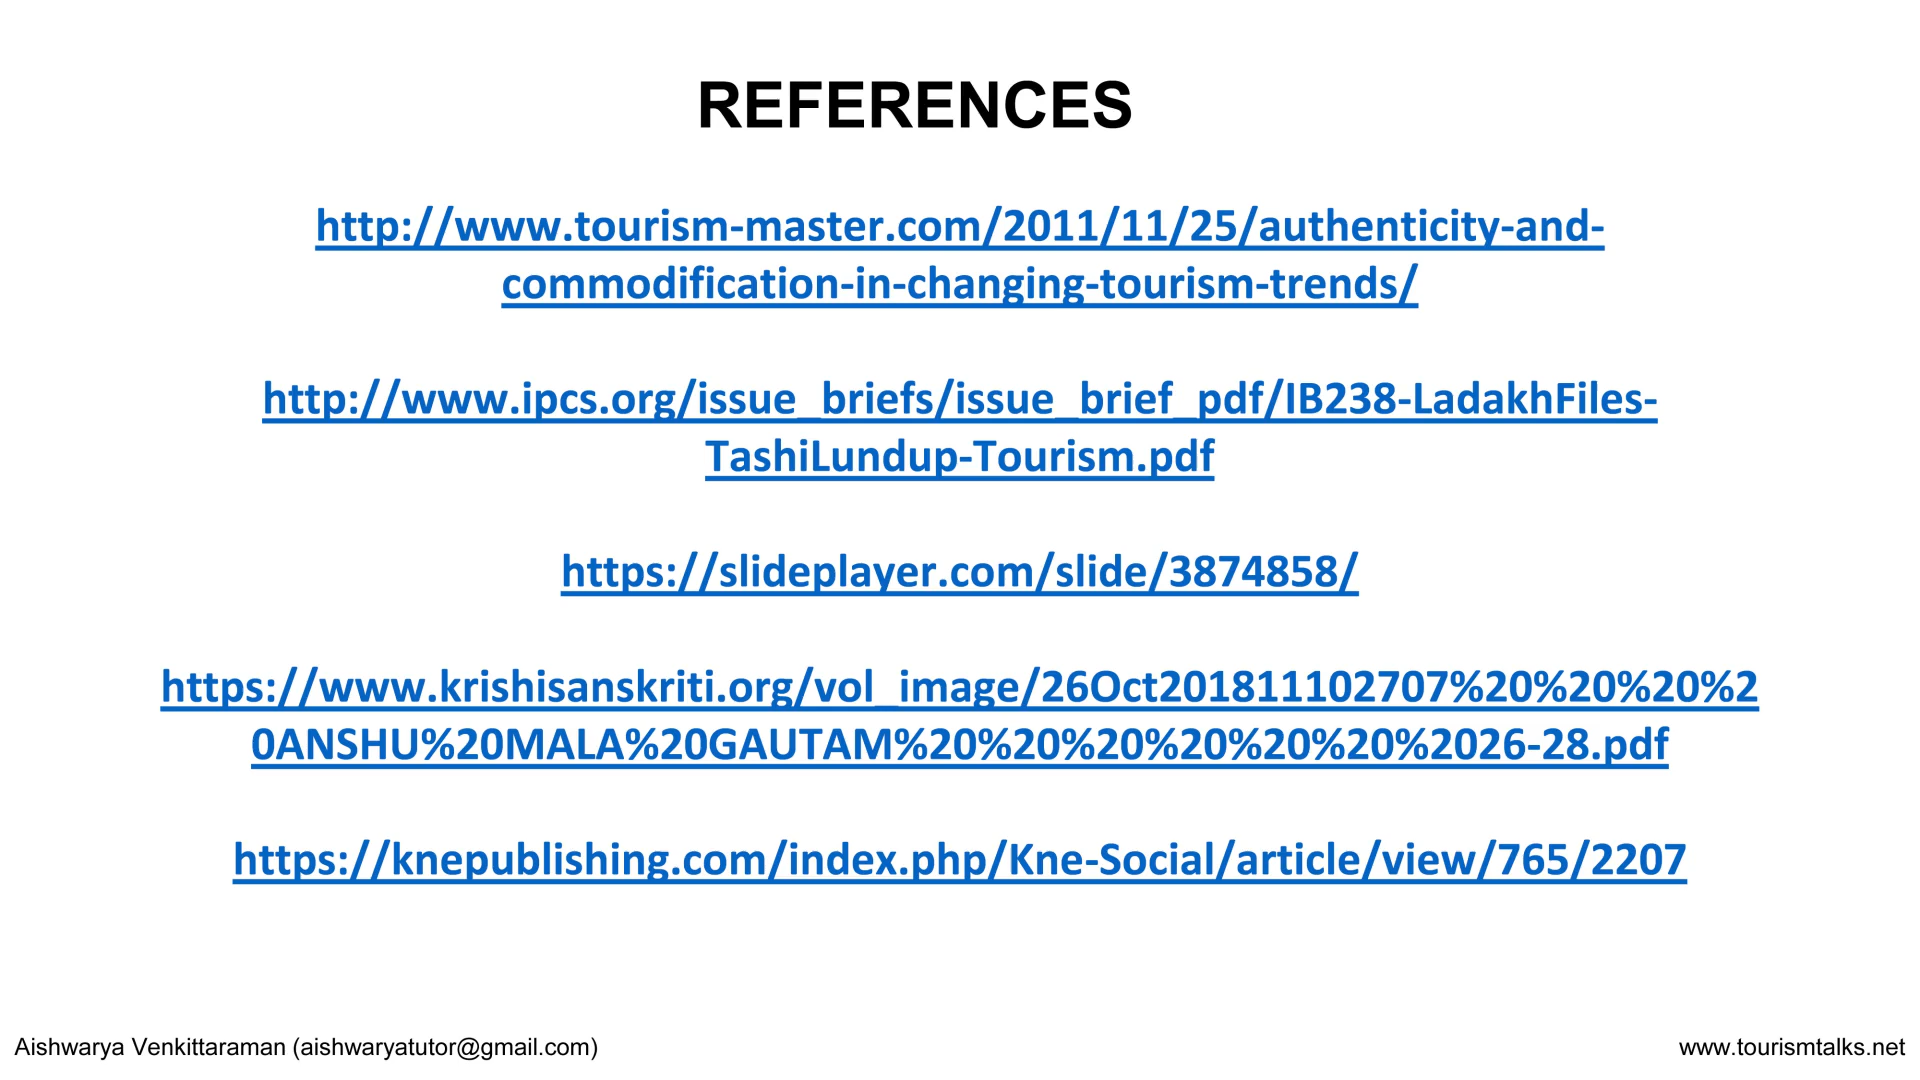 REFERENCES
http://www.tourism-master.com/2011/11/25/authenticity-and-
commodification-in-changing-tourism-trends/
http://www.ipcs.org/issue_briefs/issue_brief_pdf/IB238-LadakhFiles-
TashiLundup-Tourism.pdf
https://slideplayer.com/slide/3874858/
https://www.krishisanskriti.org/vol_image/26Oct201811102707%20%20%20%2
0ANSHU%20MALA%20GAUTAM%20%20%20%20%20%20%2026-28.pdf
https://knepublishing.com/index.php/Kne-Social/article/view/765/2207
Aishwarya Venkittaraman (aishwaryatutor@gmail.com)
www.tourismtalks.net